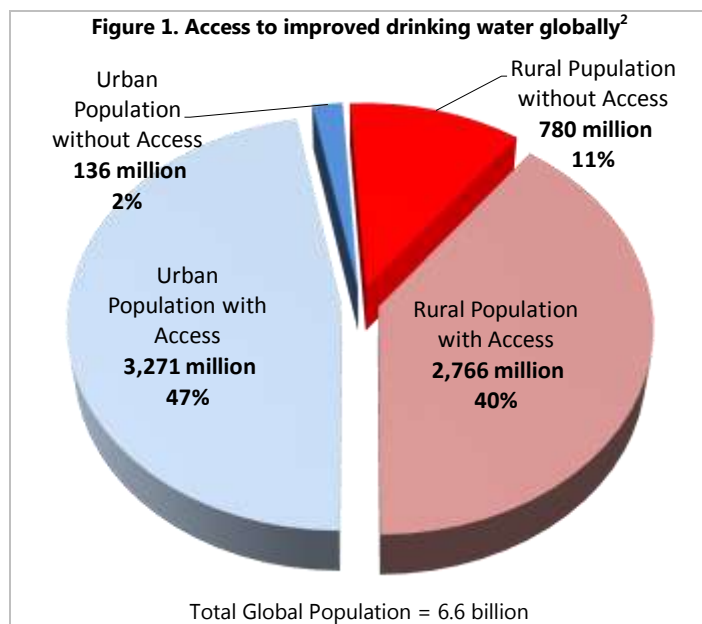 Figure 1. Access to improved drinking water globally2
Urban
Population
without Access
136 million
2%
Rural Pupulation
without Access
780 million
11%
Urban
Population with
Access
3,271 million
47%
Rural Population
with Access
2,766 million
40%
Total Global Population = 6.6 billion